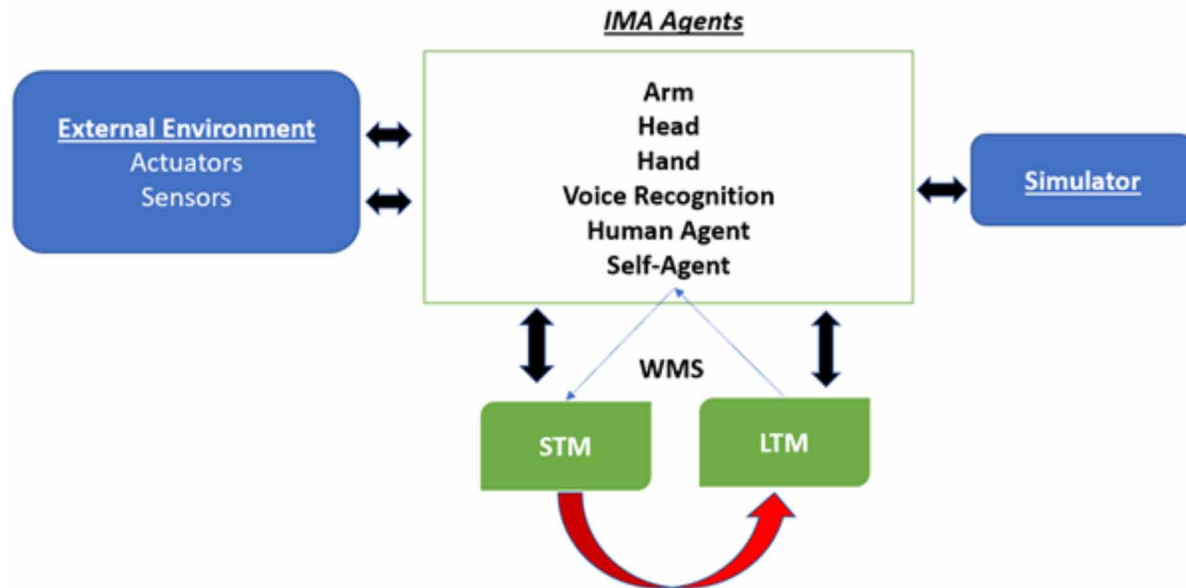 IMA Agents
External Environment
Actuators
Sensors
Arm
Head
Hand
Voice Recognition
Human Agent
Self-Agent
Simulator
WMS
STM
LTM